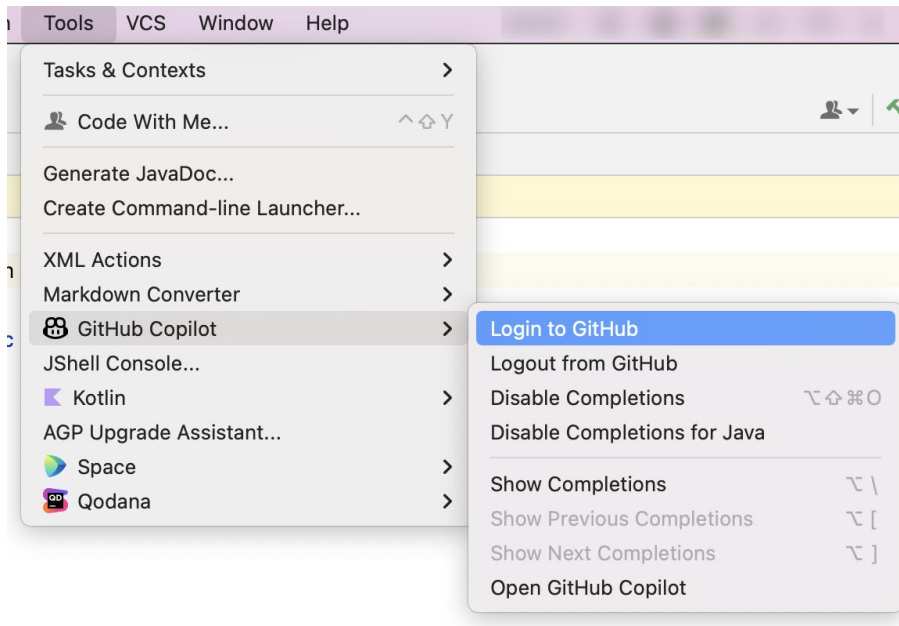 Tools VCS Window Help
Tasks & Contexts
Code With Me... ^⇧Y
Generate JavaDoc...
Create Command-line Launcher...
XML Actions
Markdown Converter
GitHub Copilot
JShell Console...
Kotlin
AGP Upgrade Assistant...
Space
QD Qodana
Login to GitHub
Logout from GitHub
Disable Completions ⌥⇧⌘O
Disable Completions for Java
Show Completions ⌥\
Show Previous Completions ⌥[
Show Next Completions ⌥]
Open GitHub Copilot